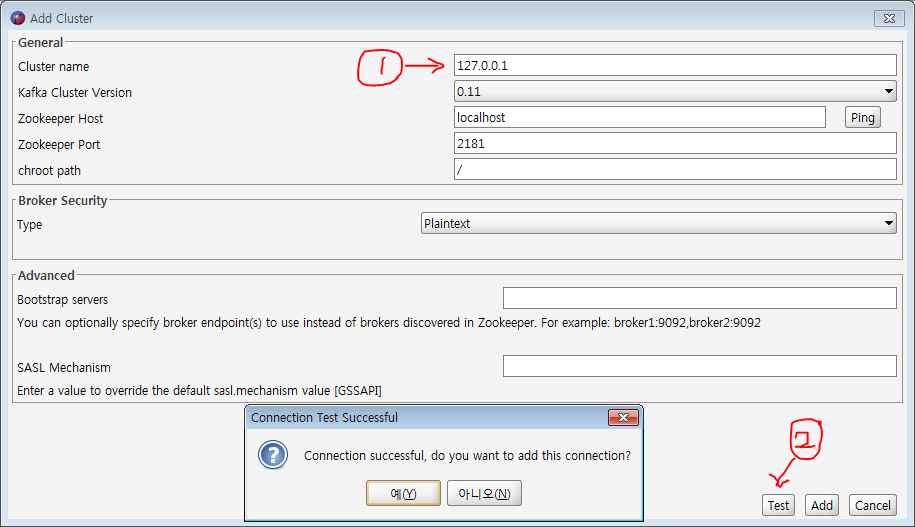 Add Cluster
General
Cluster name 1 127.0.0.1
Kafka Cluster Version 0.11
Zookeeper Host localhost Ping
Zookeeper Port 2181
chroot path /
Broker Security
Type Plaintext
Advanced
Bootstrap servers
You can optionally specify broker endpoint(s) to use instead of brokers discovered in Zookeeper. For example: broker1:9092,broker2:9092
SASL Mechanism
Enter a value to override the default sasl.mechanism value [GSSAPI]
Connection Test Successful
Connection successful, do you want to add this connection?
예(Y) 아니오(N)
2
Test Add Cancel